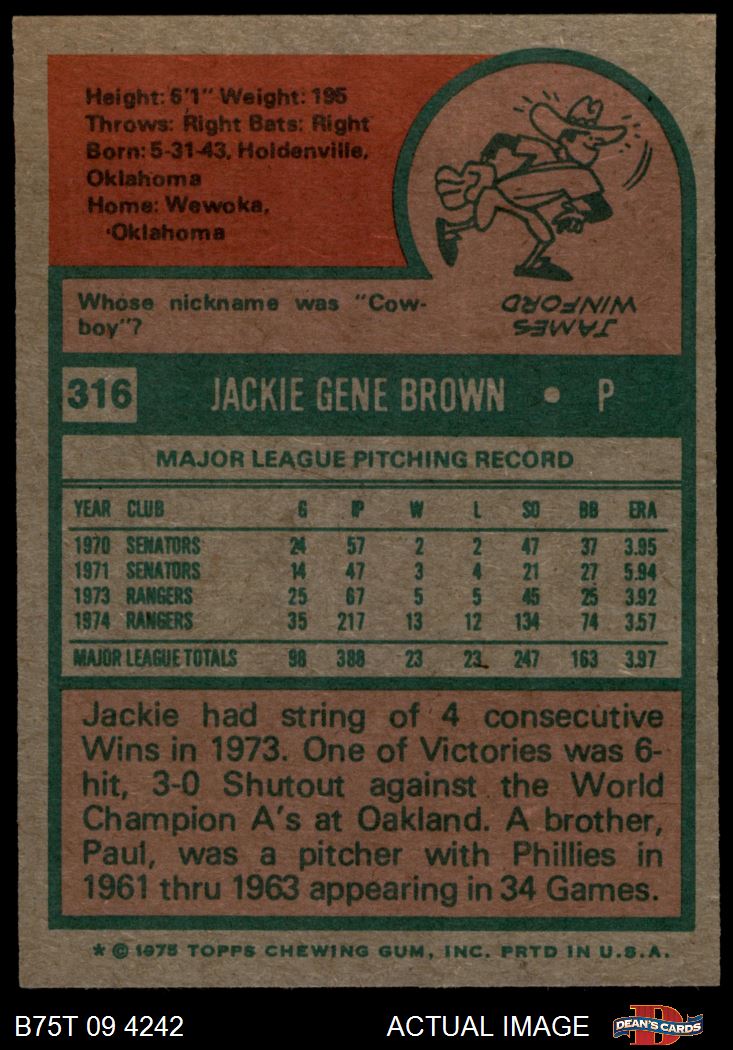 Height: 6'1" Weight: 195
Throws: Right Bats: Right
Born: 5-31-43, Holdenville,
Oklahoma
Home: Wewoka,
Oklahoma
Whose nickname was "Cow-
boy"?
JAMES
WINFORD
316 JACKIE GENE BROWN • P
MAJOR LEAGUE PITCHING RECORD
YEAR CLUB G IP W L SO BB ERA
1970 SENATORS 24 57 2 2 47 37 3.95
1971 SENATORS 14 47 3 4 21 27 5.94
1973 RANGERS 25 67 5 5 45 25 3.92
1974 RANGERS 35 217 13 12 134 74 3.57
MAJOR LEAGUE TOTALS 98 388 23 23 247 163 3.97
Jackie had string of 4 consecutive
Wins in 1973. One of Victories was 6-
hit, 3-0 Shutout against the World
Champion A's at Oakland. A brother,
Paul, was a pitcher with Phillies in
1961 thru 1963 appearing in 34 Games.
* © 1975 TOPPS CHEWING GUM, INC. PRTD IN U.S.A.
B75T 09 4242 ACTUAL IMAGE D DEAN'S CARDS